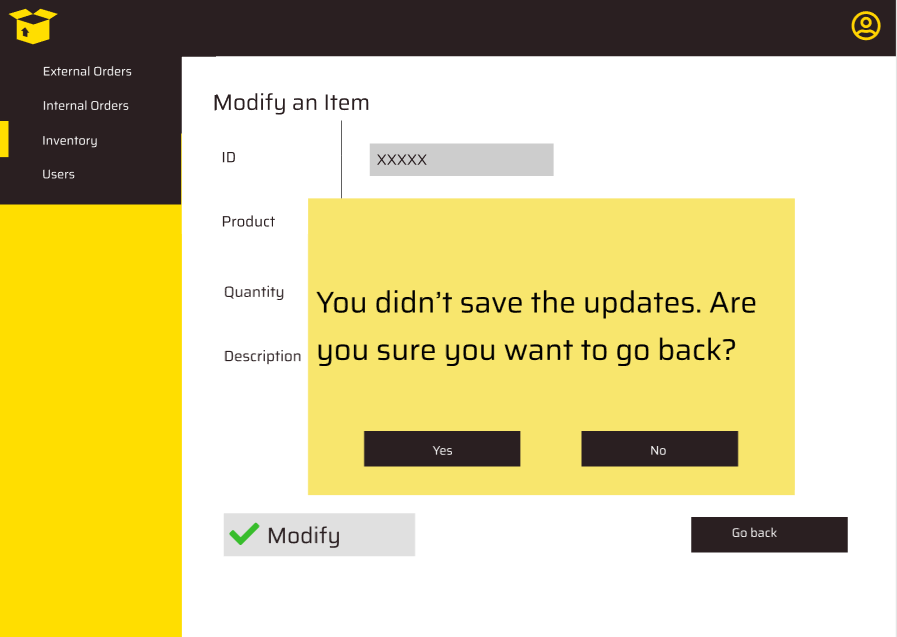 External Orders
Internal Orders
Inventory
Users
Modify an Item
ID
XXXXX
Product
Quantity
Description
You didn’t save the updates. Are
you sure you want to go back?
Yes
No
Modify
Go back